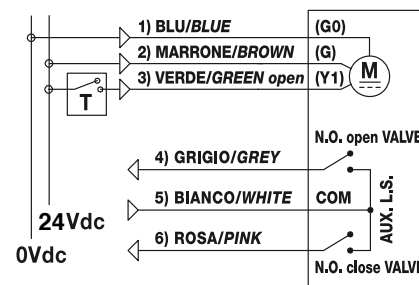 1) BLU/BLUE (G0)
2) MARRONE/BROWN (G)
3) VERDE/GREEN open (Y1)
M
T
N.O. open VALVE
4) GRIGIO/GREY
5) BIANCO/WHITE COM
AUX. L.S.
24Vdc
6) ROSA/PINK
0Vdc
N.O. close VALVE